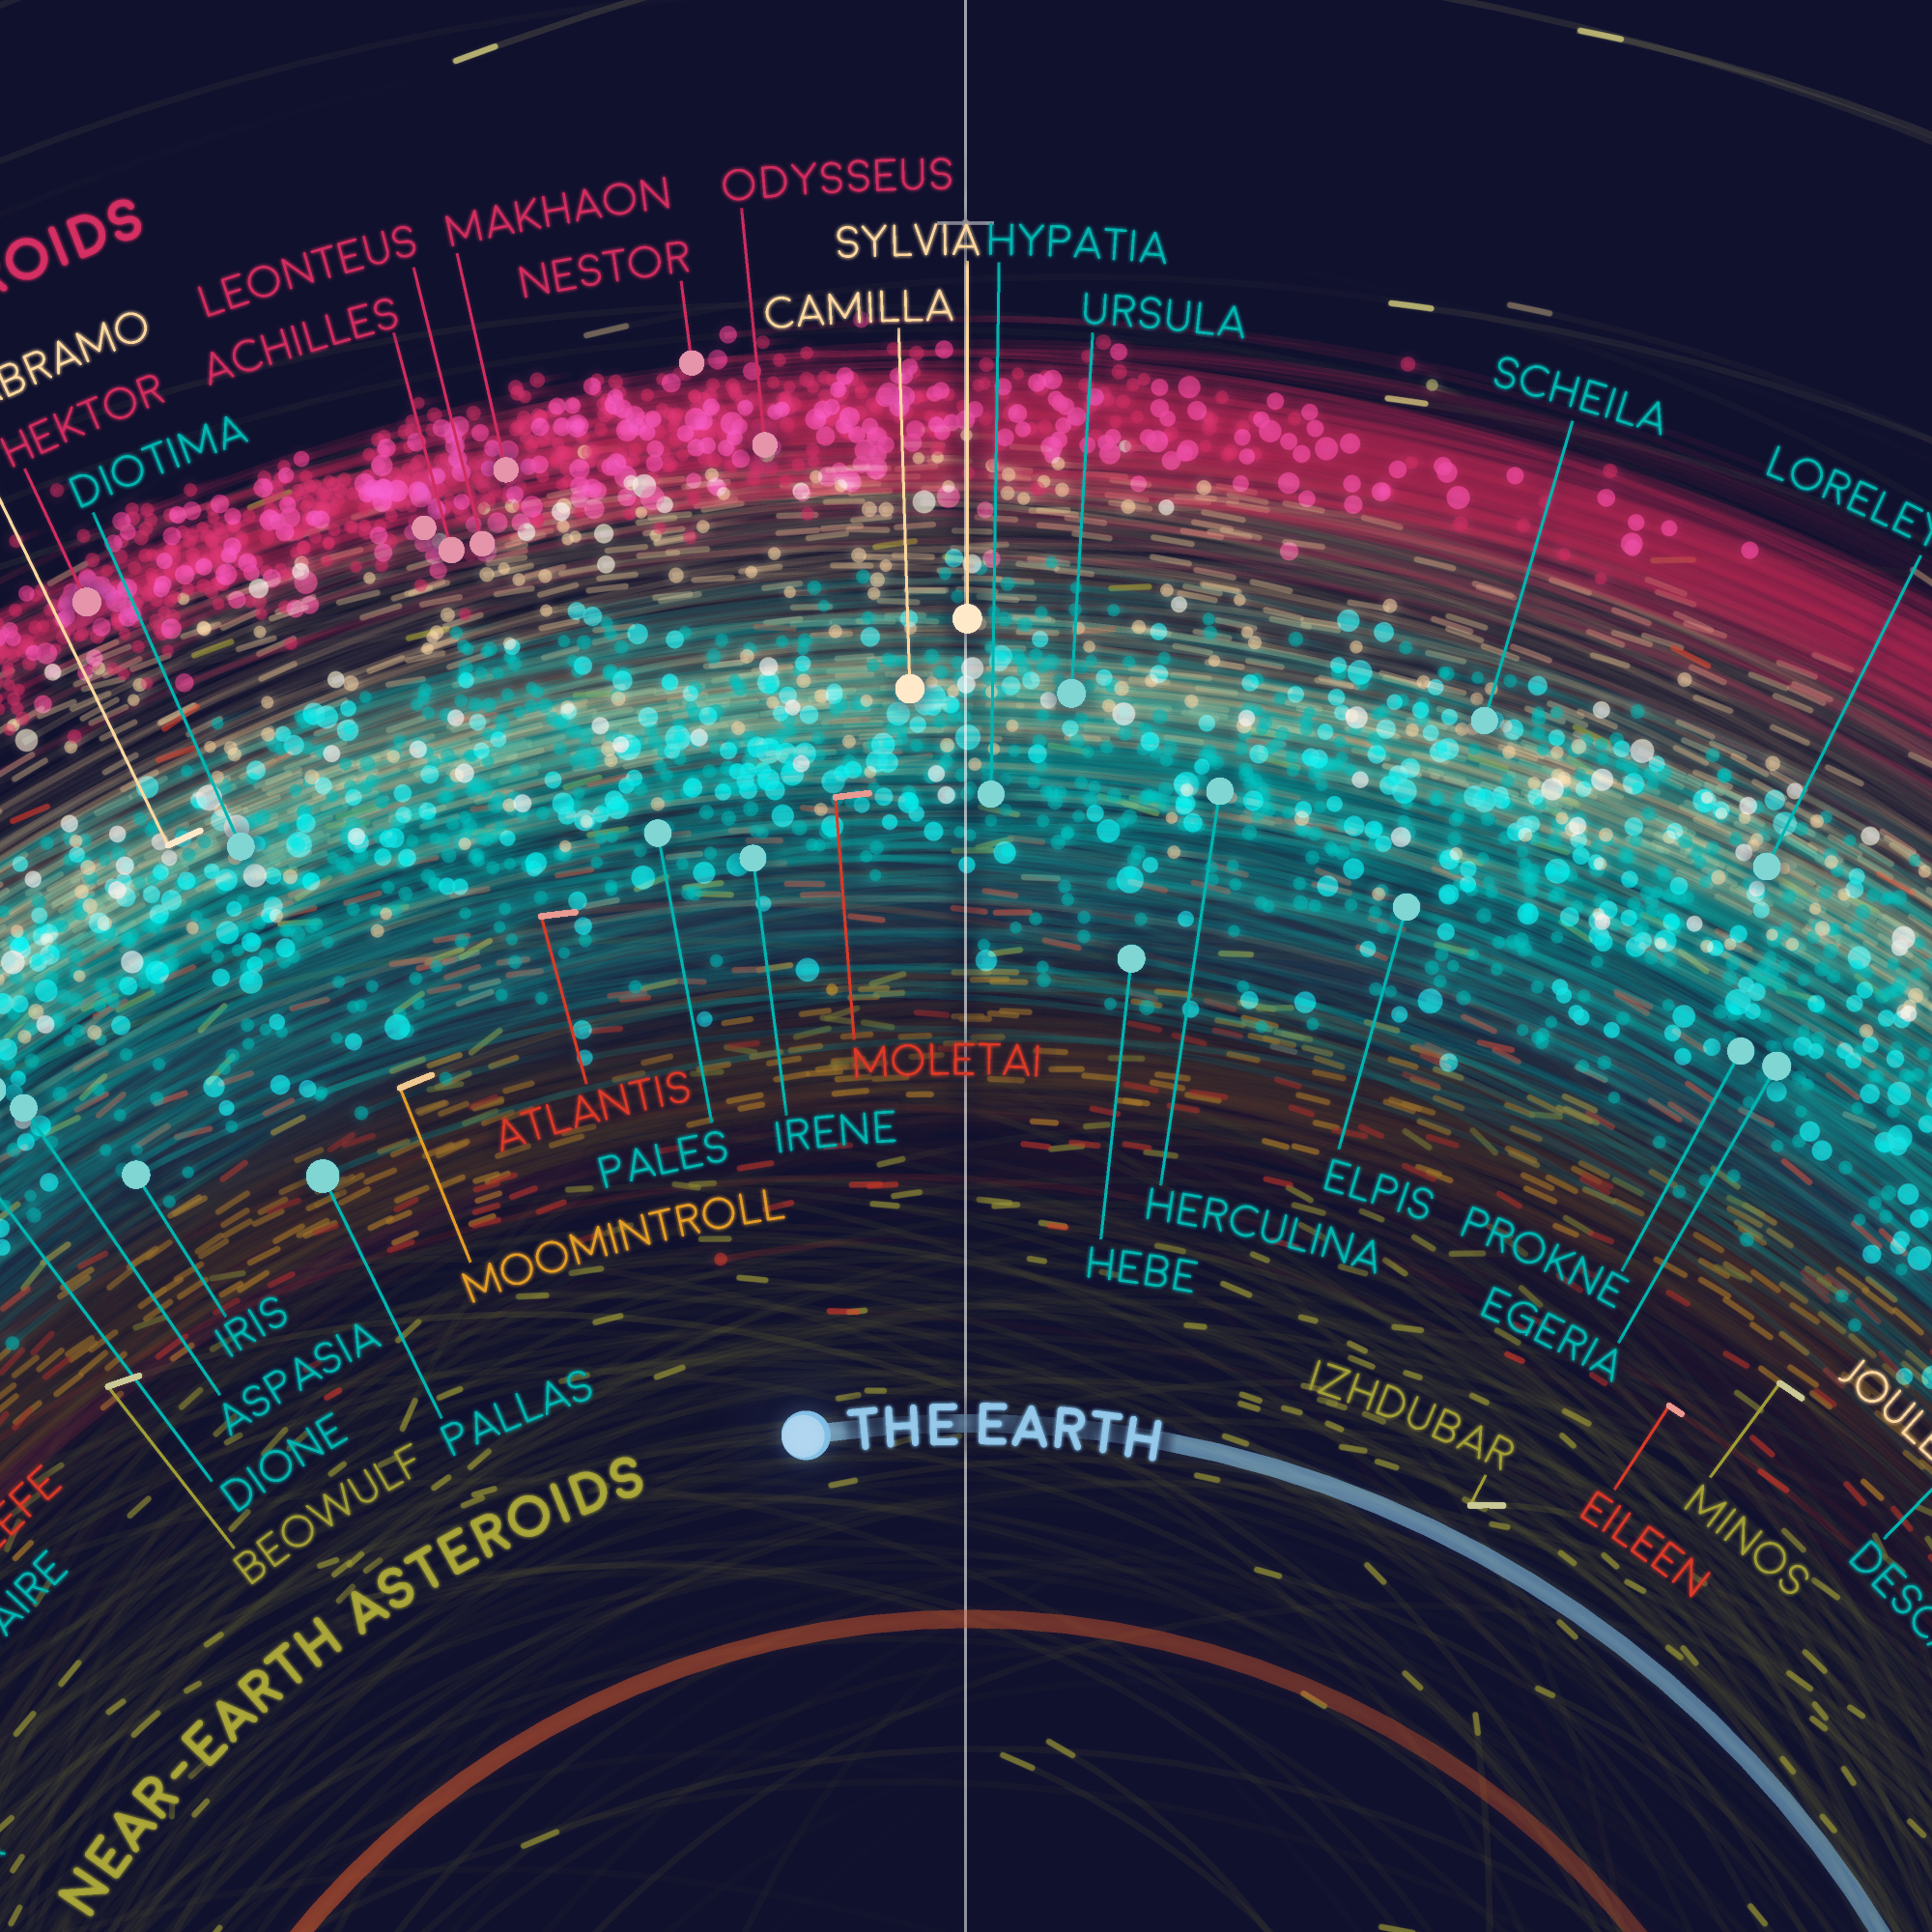 ODYSSEUS
MAKHAON
OIDS
LEONTEUS
NESTOR
SYLVIA
HYPATIA
ACHILLES
CAMILLA
URSULA
BRAMO
HEKTOR
DIOTIMA
SCHEILA
LORELEY
ATLANTIS
MOLETAI
PALES
IRENE
MOOMINTROLL
HERCULINA
ELPIS
PROKNE
HEBE
EGERIA
IRIS
ASPASIA
PALLAS
DIONE
BEOWULF
THE EARTH
IZHDUBAR
JOULE
EILEEN
MINOS
DESC
EFE
AIRE
NEAR-EARTH ASTEROIDS